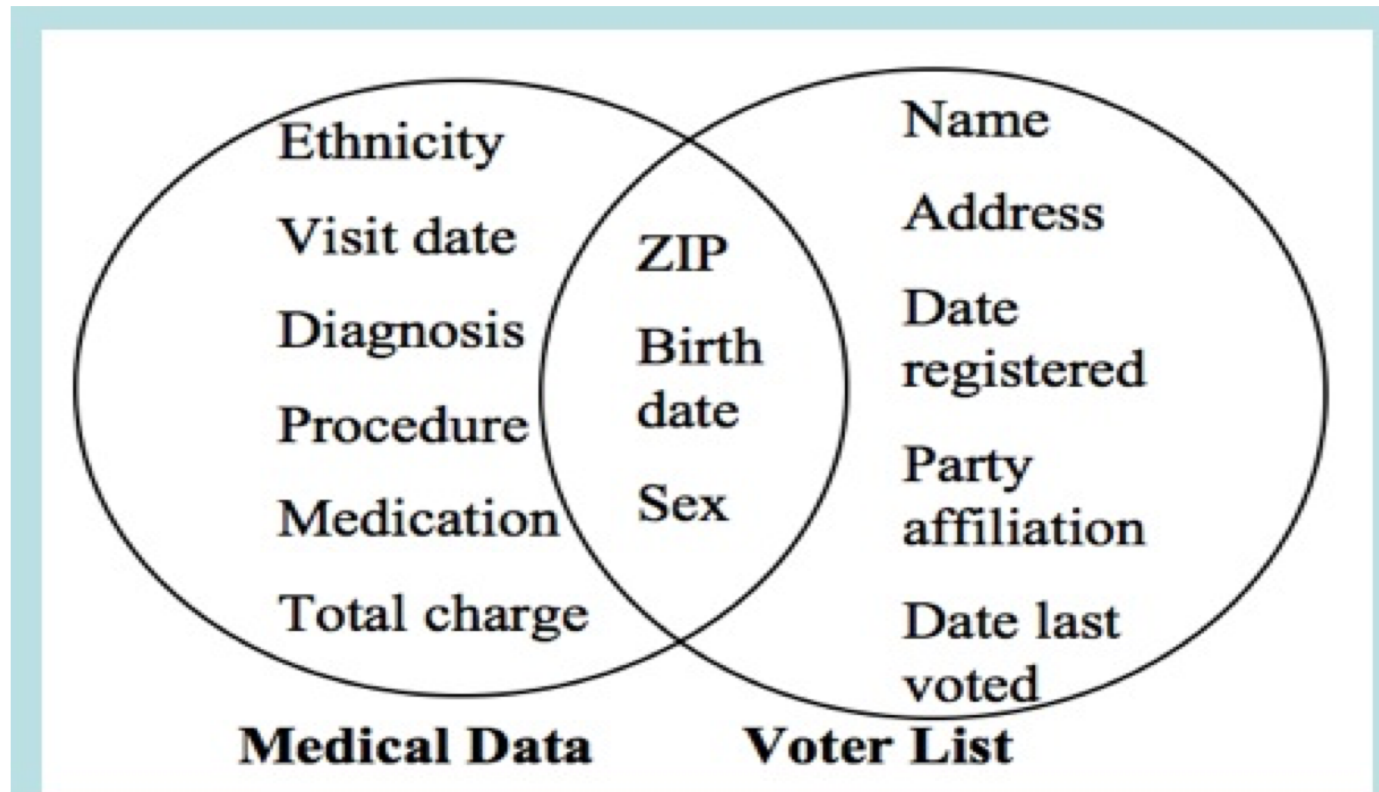 Ethnicity
Visit date
Diagnosis
Procedure
Medication
Total charge
ZIP
Birth
date
Sex
Name
Address
Date
registered
Party
affiliation
Date last
voted
Medical Data
Voter List